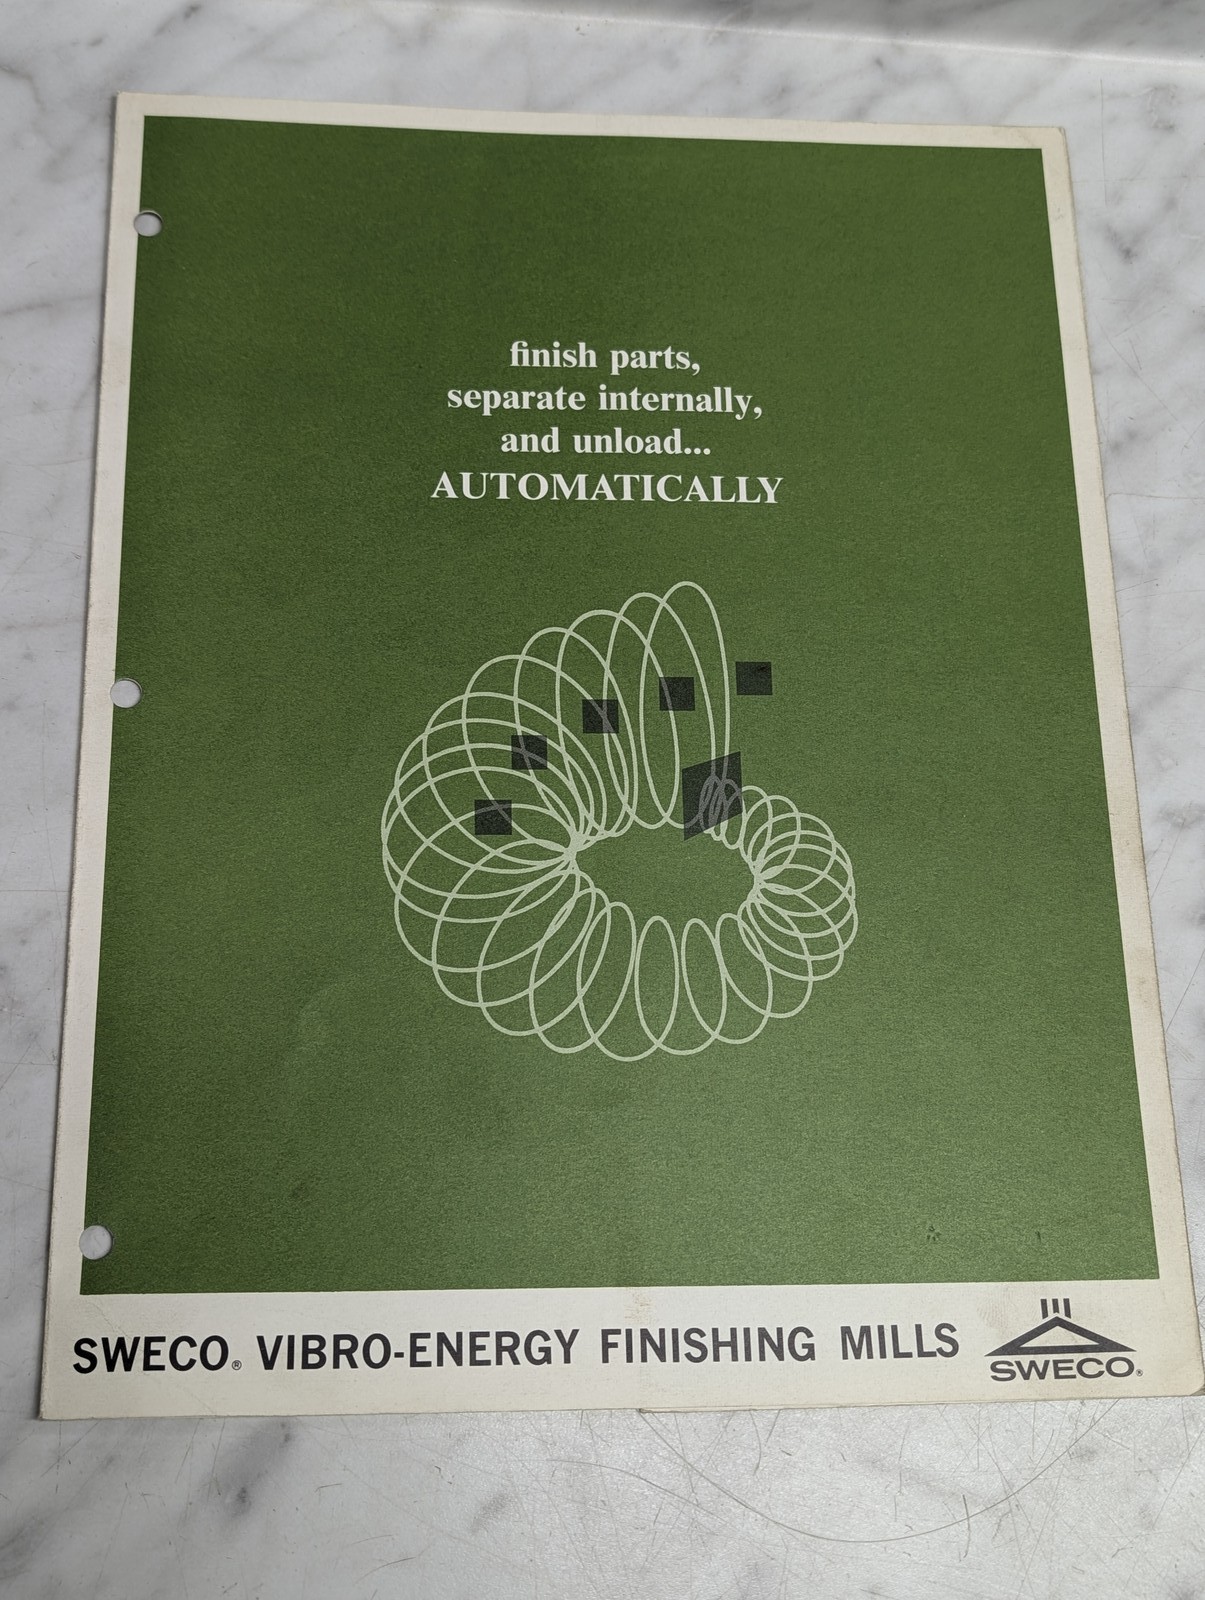 finish parts,
separate internally,
and unload...
AUTOMATICALLY
SWECO® VIBRO-ENERGY FINISHING MILLS
SWECO®